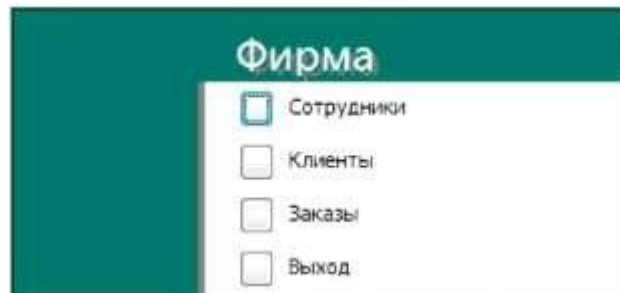 Фирма
Сотрудники
Клиенты
Заказы
Выход